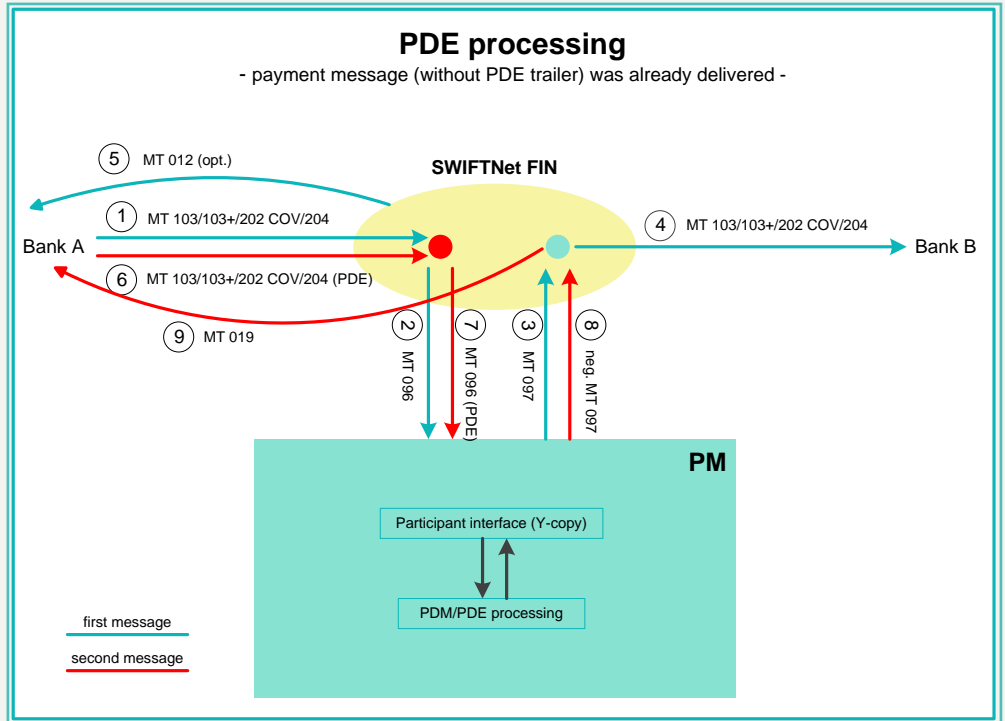 PDE processing
- payment message (without PDE trailer) was already delivered -
5 MT 012 (opt.)
SWIFTNet FIN
1 MT 103/103+/202 COV/204
4 MT 103/103+/202 COV/204
Bank A
Bank B
6 MT 103/103+/202 COV/204 (PDE)
9 MT 019
2 MT 096
7 MT 096 (PDE)
3 MT 097
8 neg. MT 097
PM
Participant interface (Y-copy)
PDM/PDE processing
first message
second message